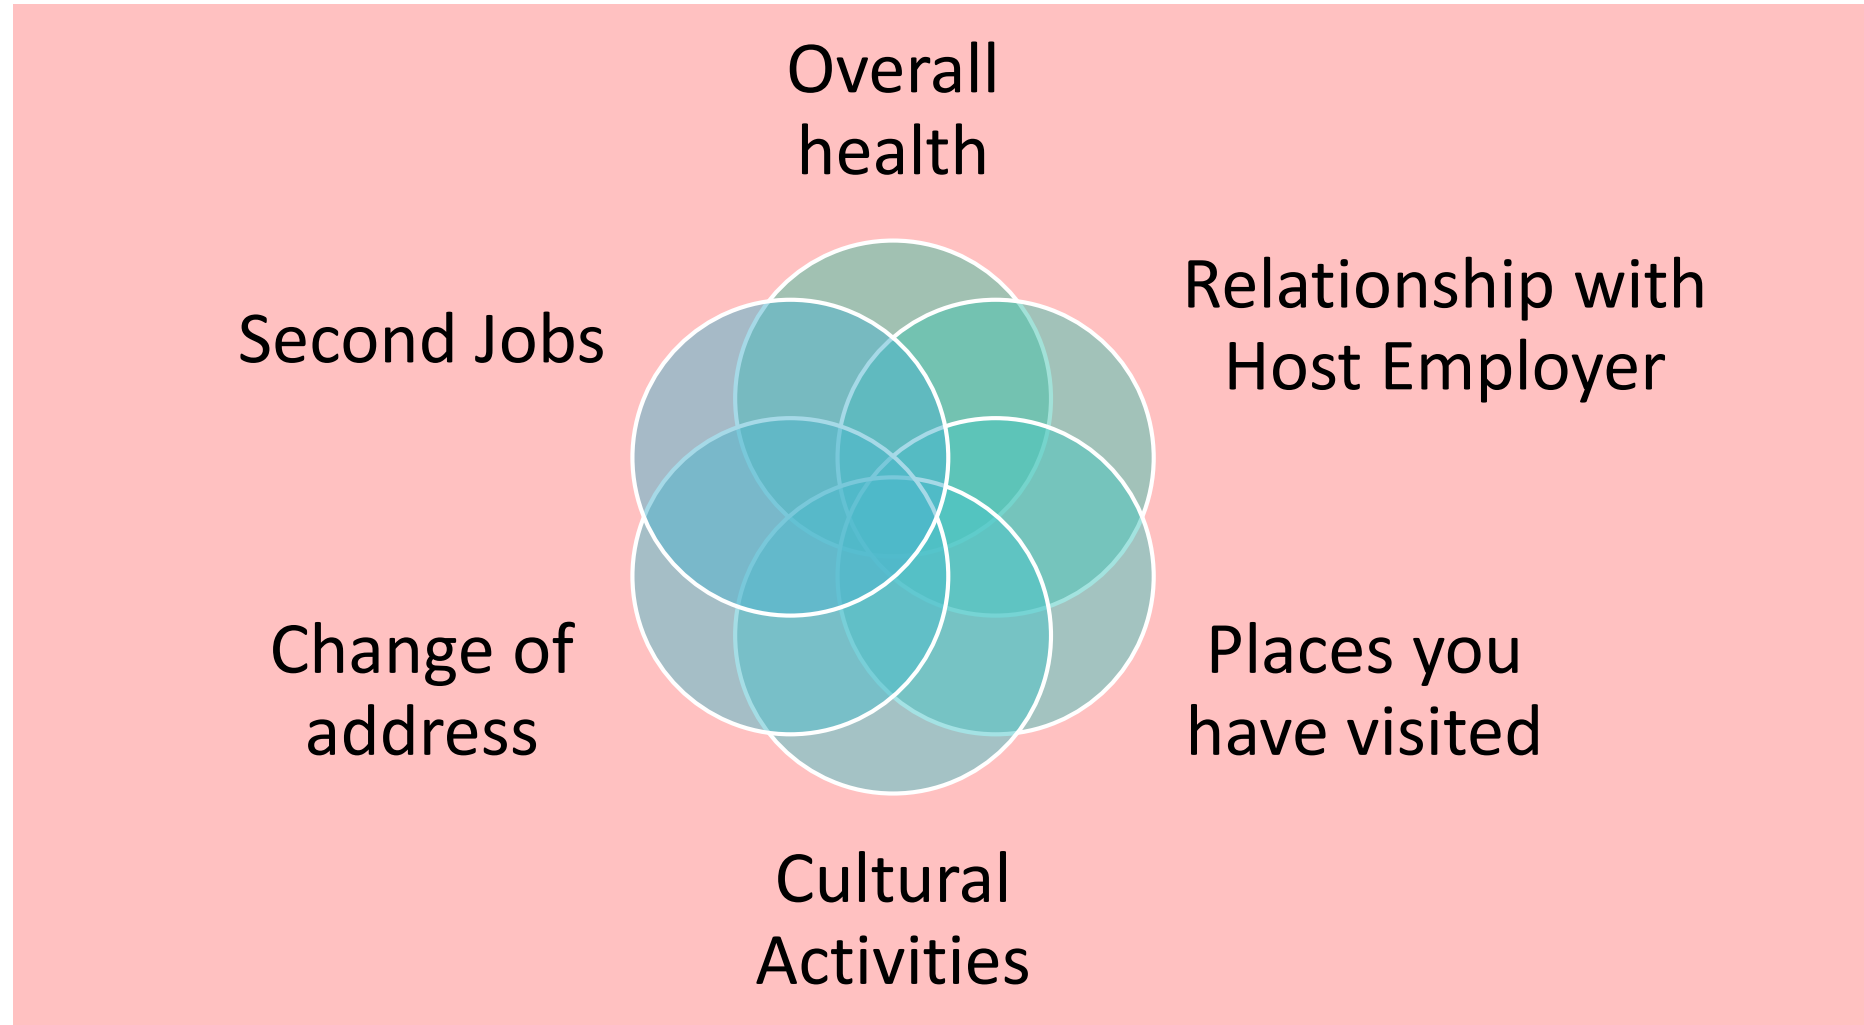 Overall
health
Relationship with
Host Employer
Places you
have visited
Cultural
Activities
Change of
address
Second Jobs